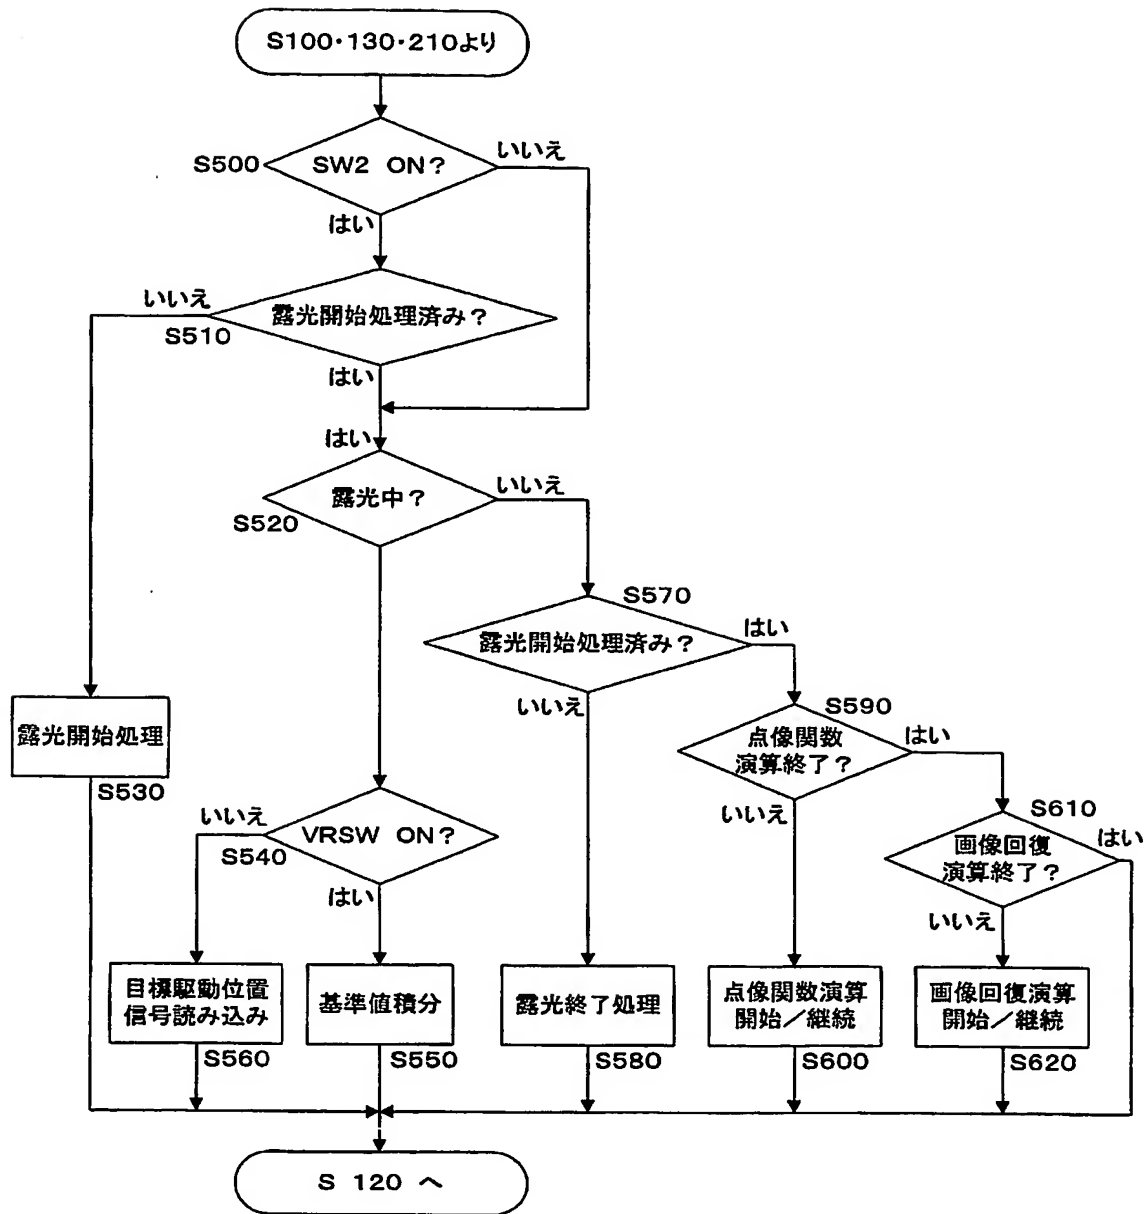 S100・130・210より
S500
SW2 ON？
いいえ
はい
いいえ
S510
露光開始処理済み？
はい
はい
S520
露光中？
いいえ
S570
露光開始処理済み？
はい
いいえ
S590
点像関数
演算終了？
はい
いいえ
S610
画像回復
演算終了？
はい
いいえ
露光開始処理
S530
いいえ
S540
VRSW ON？
はい
目標駆動位置
信号読み込み
S560
基準値積分
S550
露光終了処理
S580
点像関数演算
開始／継続
S600
画像回復演算
開始／継続
S620
S 120 へ